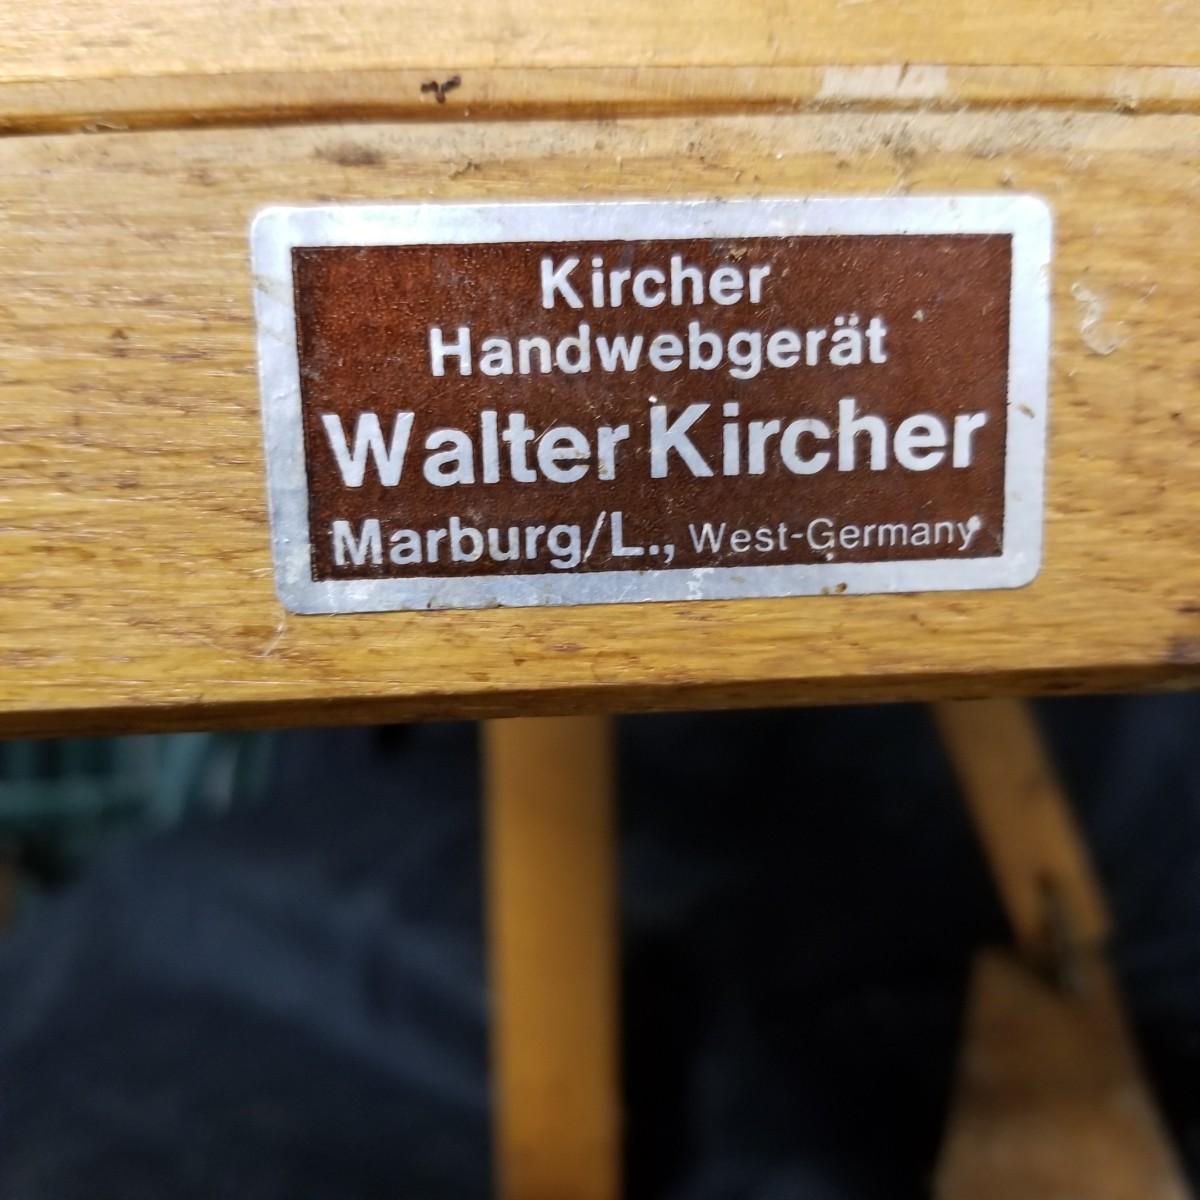 Kircher
Handwebgerät
Walter Kircher
Marburg/L., West-Germany